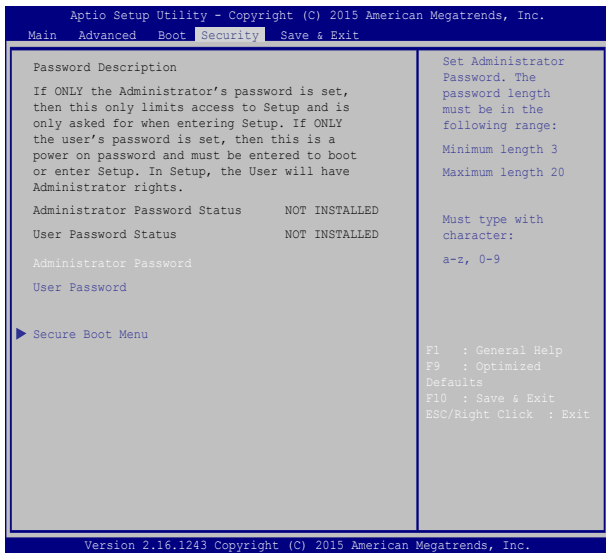 Aptio Setup Utility - Copyright (C) 2015 American Megatrends, Inc.
Main Advanced Boot Security Save & Exit
Password Description
If ONLY the Administrator's password is set,
then this only limits access to Setup and is
only asked for when entering Setup. If ONLY
the user's password is set, then this is a
power on password and must be entered to boot
or enter Setup. In Setup, the User will have
Administrator rights.
Administrator Password Status NOT INSTALLED
User Password Status NOT INSTALLED
Administrator Password
User Password
Secure Boot Menu
Set Administrator
Password. The
password length
must be in the
following range:
Minimum length 3
Maximum length 20
Must type with
character:
a-z, 0-9
F1 : General Help
F9 : Optimized
Defaults
F10 : Save & Exit
ESC/Right Click : Exit
Version 2.16.1243 Copyright (C) 2015 American Megatrends, Inc.